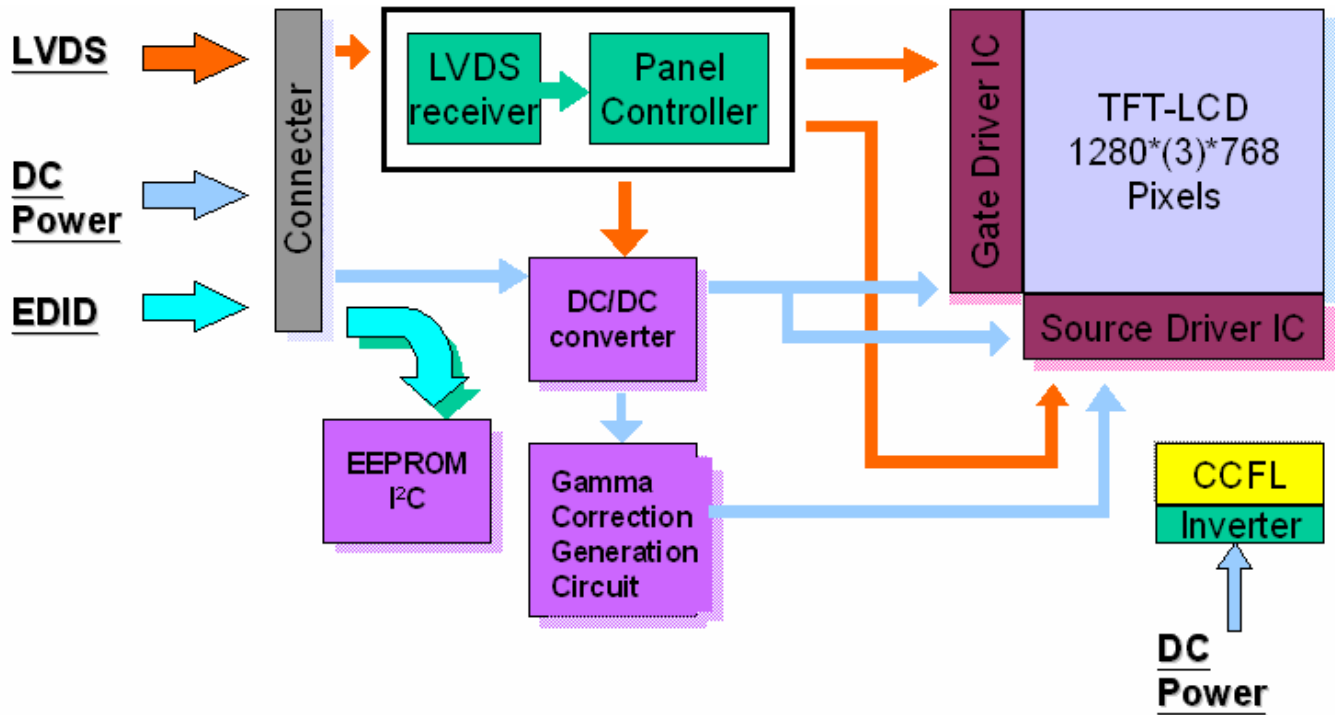 LVDS
DC
Power
EDID
Connecter
LVDS
receiver
Panel
Controller
Gate Driver IC
TFT-LCD
1280*(3)*768
Pixels
Source Driver IC
DC/DC
converter
EEPROM
I²C
Gamma
Correction
Generation
Circuit
CCFL
Inverter
DC
Power